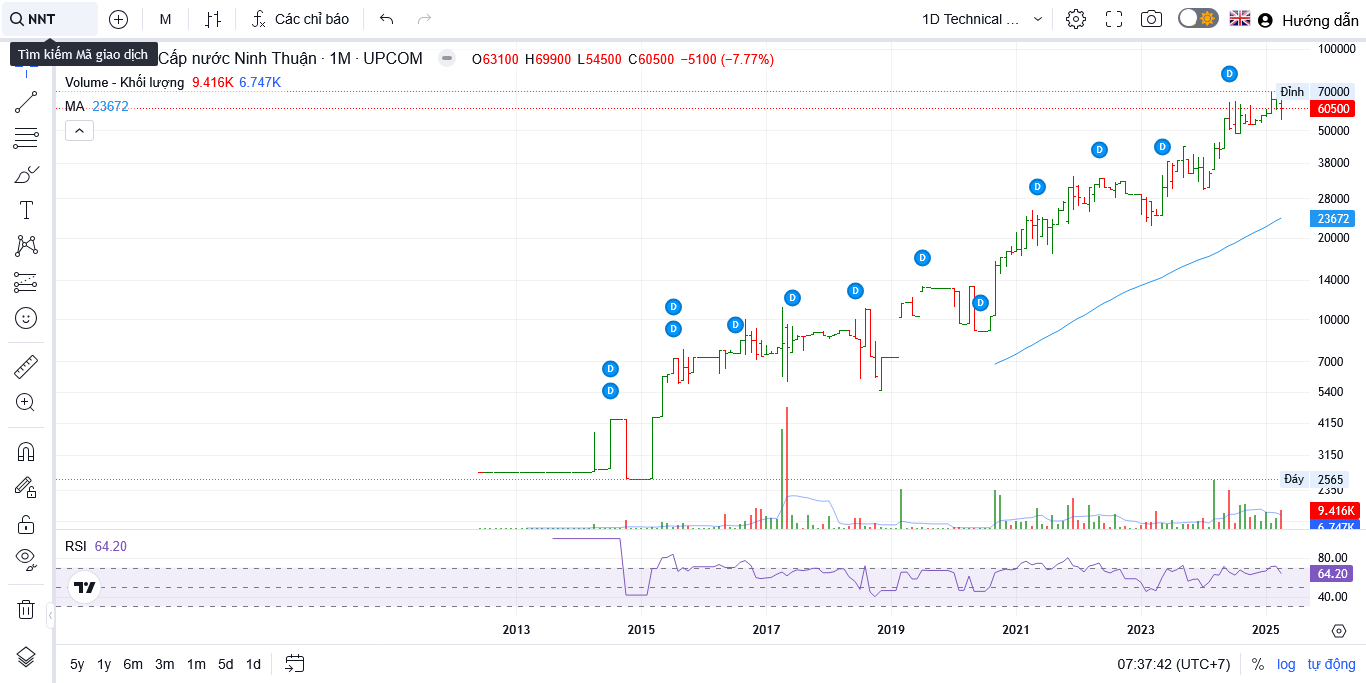 NNT
M
Các chỉ báo
1D Technical ...
Hướng dẫn
Tìm kiếm Mã giao dịch
Cấp nước Ninh Thuận · 1M · UPCOM
O63100 H69900 L54500 C60500 −5100 (−7.77%)
Volume - Khối lượng 9.416K 6.747K
MA 23672
D
D
D
D
D
D
D
D
D
D
D
D
D
100000
Đỉnh 70000
60500
50000
38000
28000
23672
20000
14000
10000
7000
5400
4150
3150
Đáy 2565
2350
9.416K
6.747K
RSI 64.20
80.00
64.20
40.00
2013 2015 2017 2019 2021 2023 2025
5y 1y 6m 3m 1m 5d 1d
07:37:42 (UTC+7) % log tự động